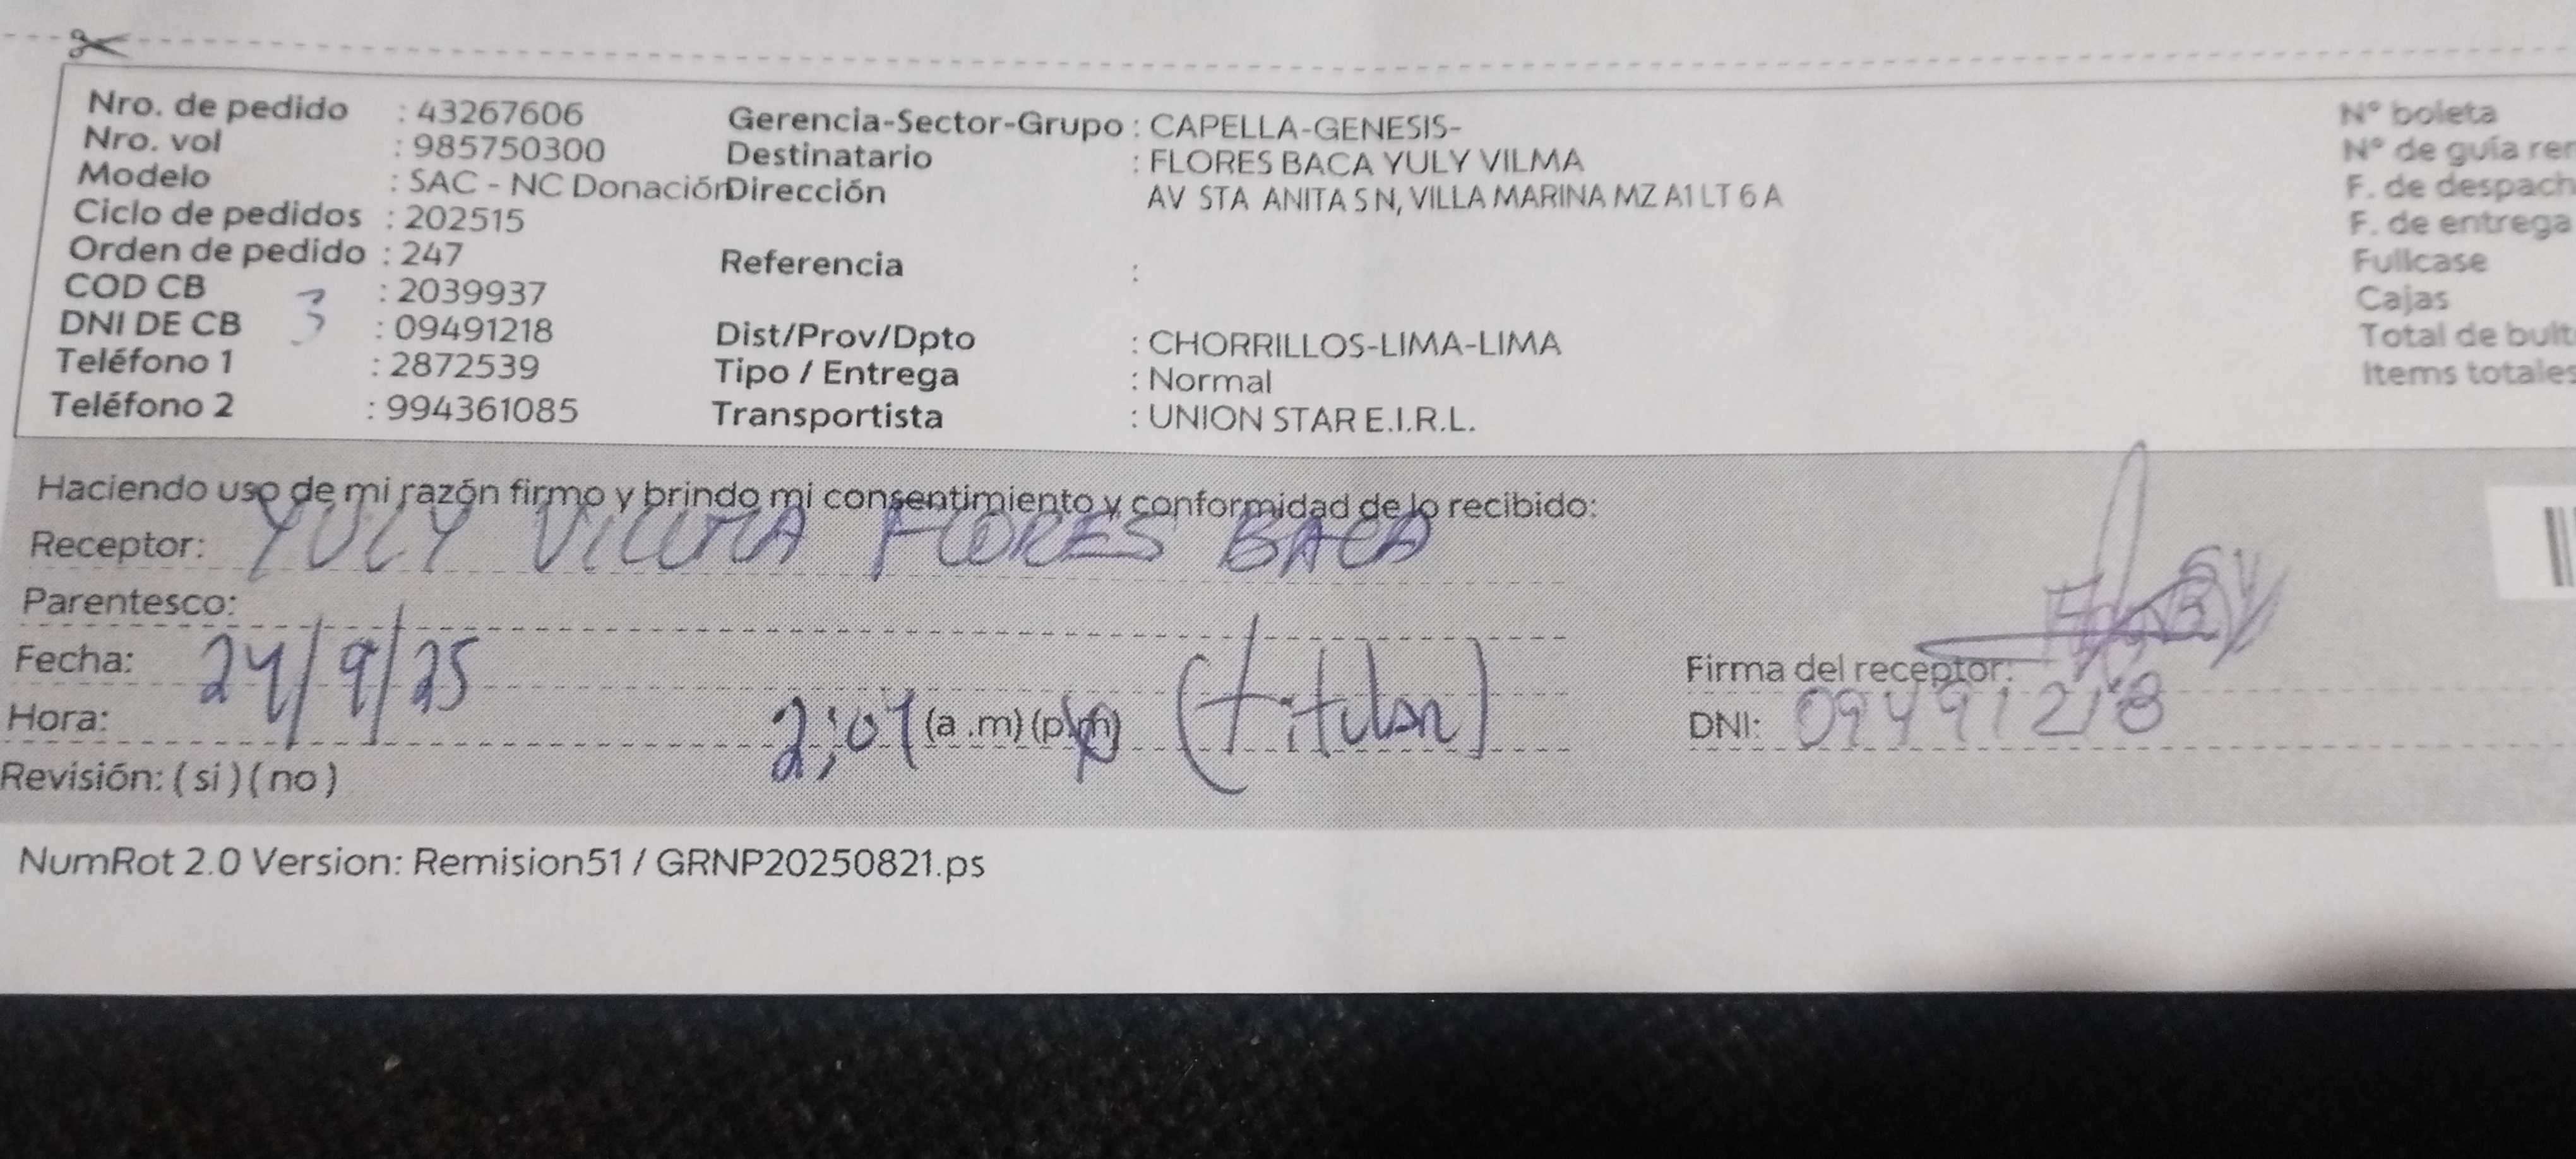 Nro. de pedido : 43267606
Nro. vol : 985750300
Modelo : SAC - NC Donación
Ciclo de pedidos : 202515
Orden de pedido : 247
COD CB : 2039937
3
DNI DE CB : 09491218
Teléfono 1 : 2872539
Teléfono 2 : 994361085
Gerencia-Sector-Grupo : CAPELLA-GENESIS-
Destinatario : FLORES BACA YULY VILMA
Dirección AV STA ANITA S N, VILLA MARINA MZ A1 LT 6 A
Referencia :
Dist/Prov/Dpto : CHORRILLOS-LIMA-LIMA
Tipo / Entrega : Normal
Transportista : UNION STAR E.I.R.L.
N° boleta
N° de guía rer
F. de despach
F. de entrega
Fullcase
Cajas
Total de bult
Items totales
Haciendo uso de mi razón firmo y brindo mi consentimiento y conformidad de lo recibido:
Receptor: YULY VILMA FLORES BACA
Parentesco:
Fecha: 24/9/25
Hora: 2:07 (a .m) (p.m) (titular)
Revisión: ( si ) ( no )
Firma del receptor:
DNI: 09491218
NumRot 2.0 Version: Remision51 / GRNP20250821.ps